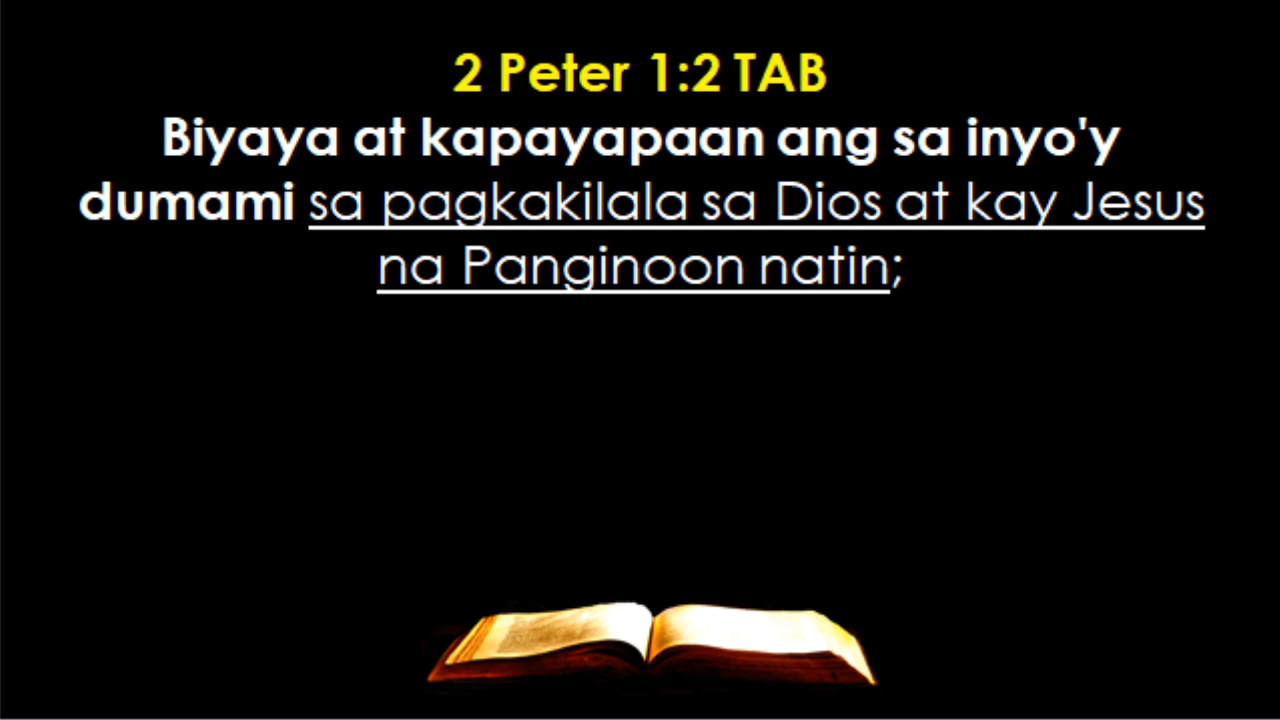 2 Peter 1:2 TAB
Biyaya at kapayapaan ang sa inyo'y
dumami sa pagkakilala sa Dios at kay Jesus
na Panginoon natin;